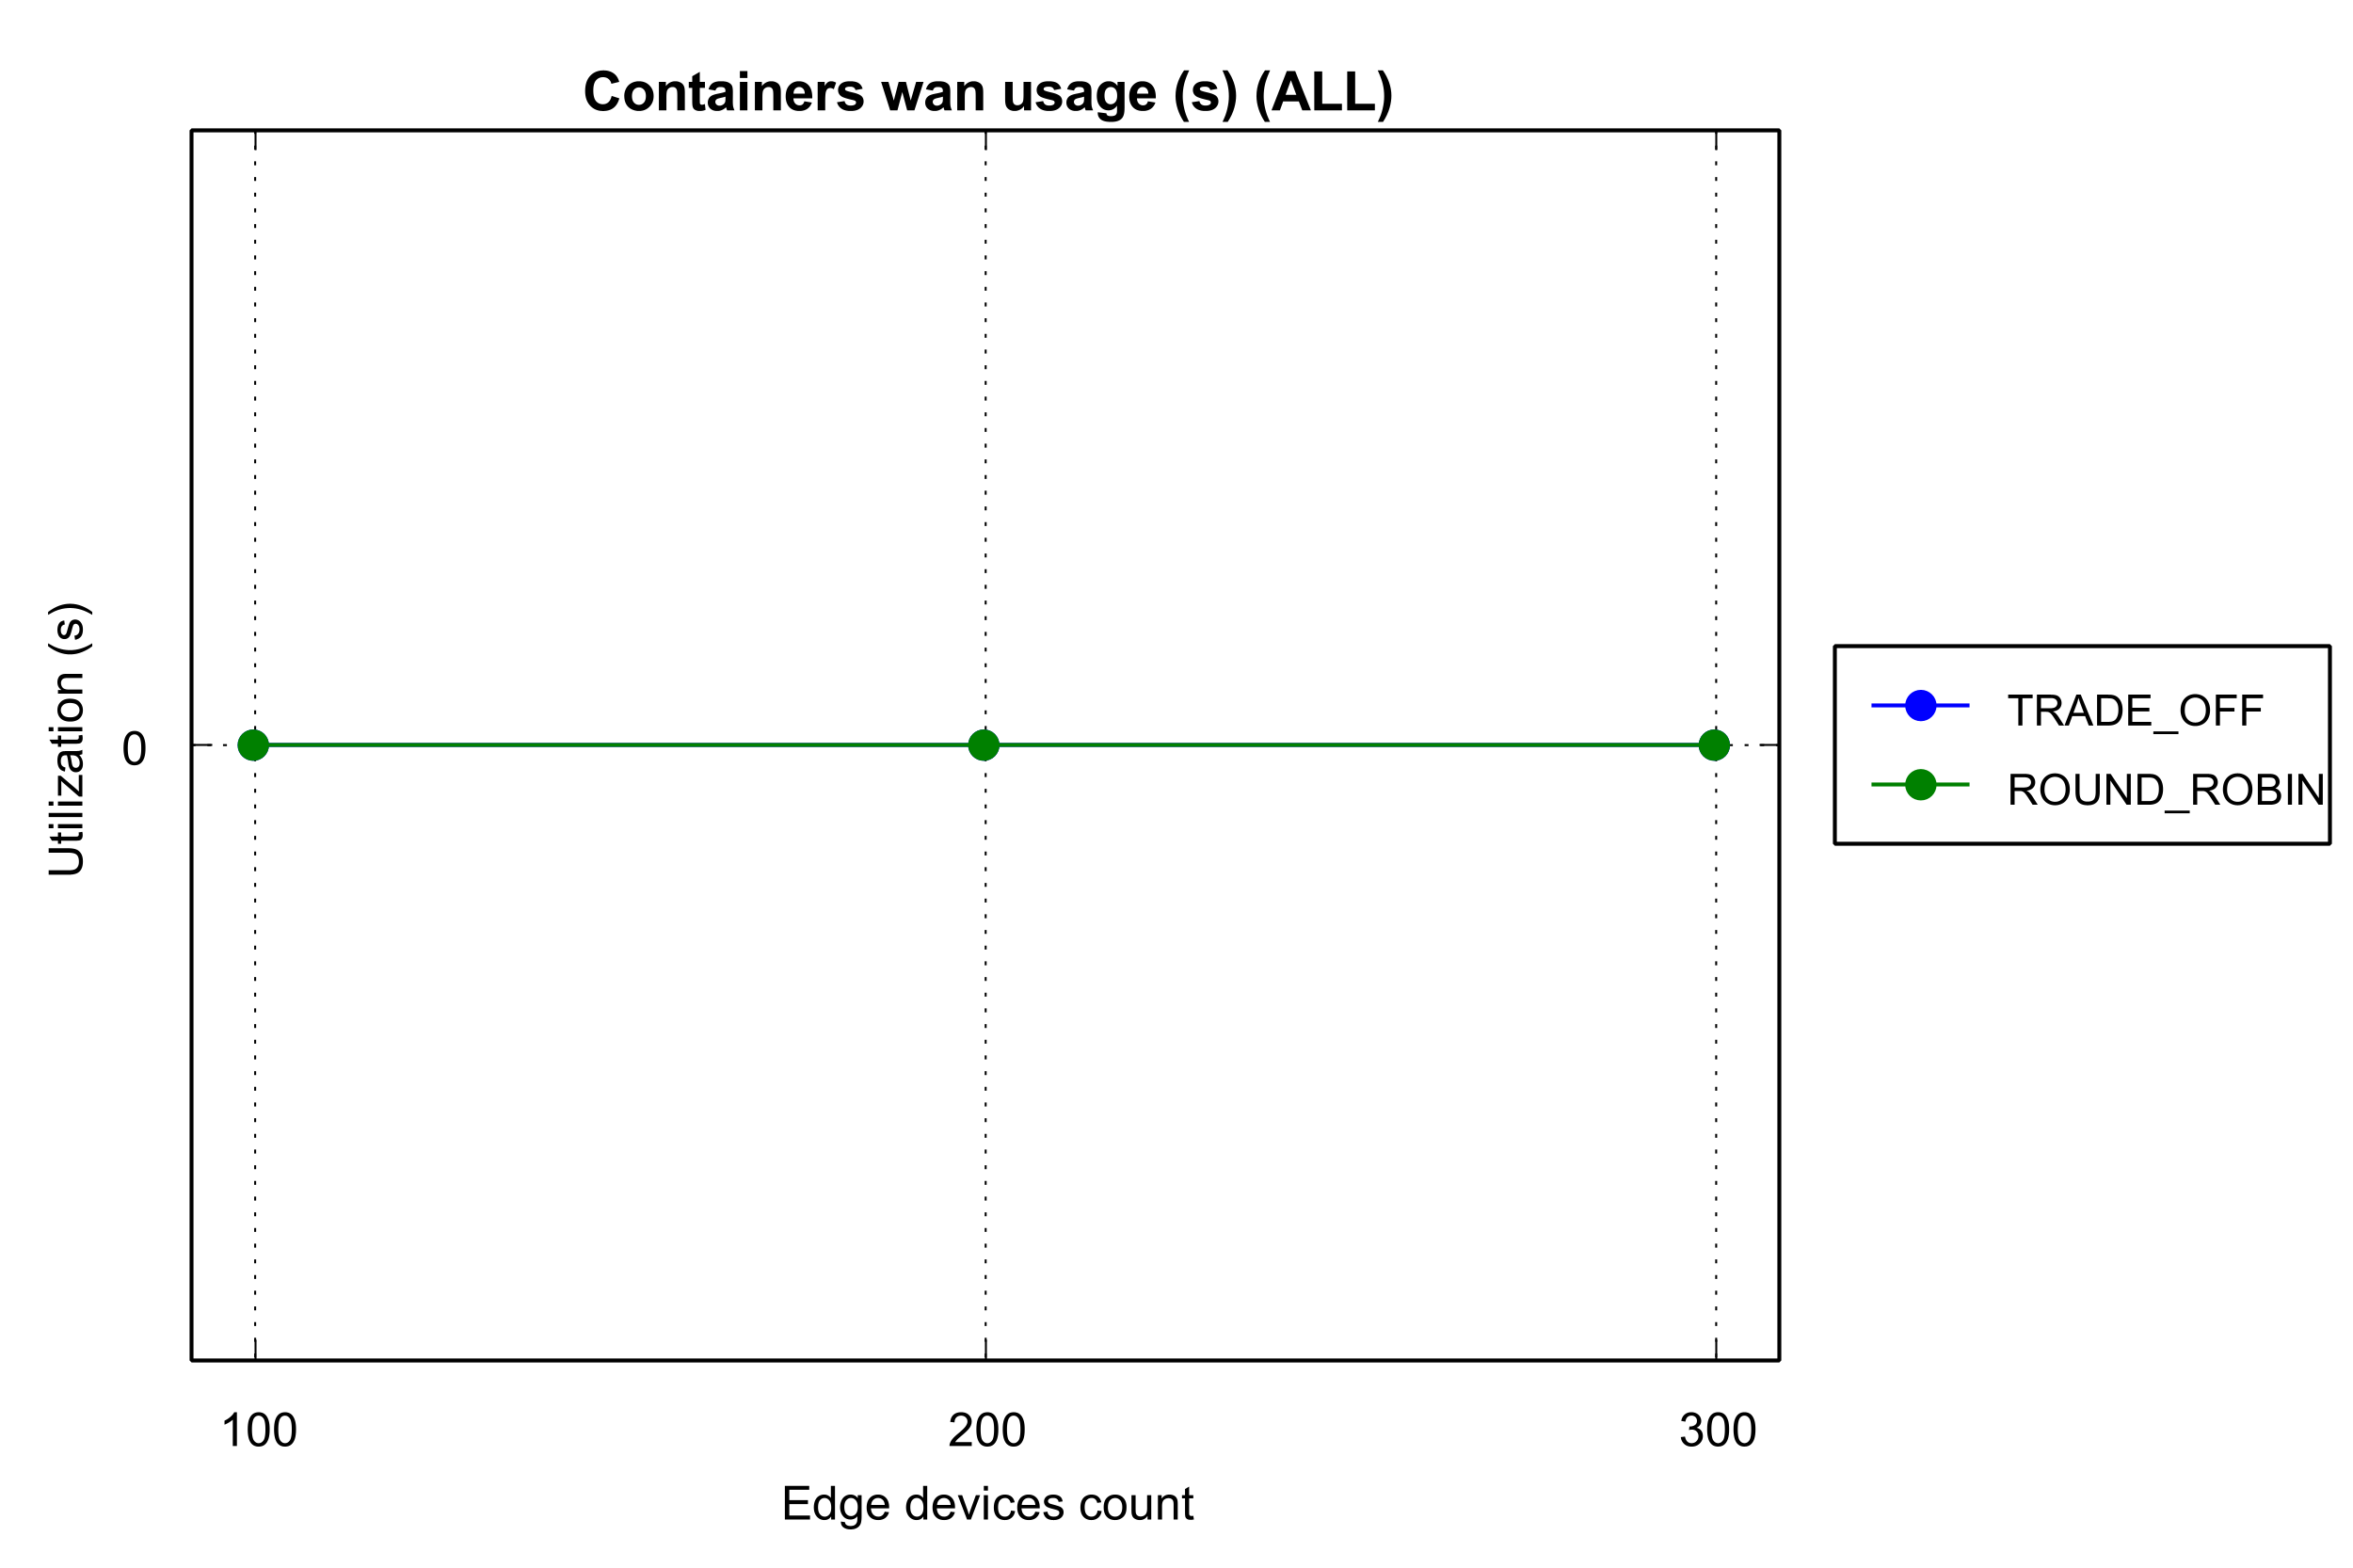 Containers wan usage (s) (ALL)
Utilization (s)
0
TRADE_OFF
ROUND_ROBIN
100 200 300
Edge devices count